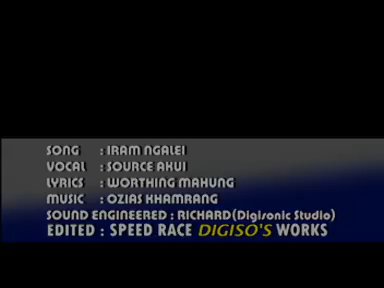 SONG : IRAM NGALEI
VOCAL : SOURCE AKUI
LYRICS : WORTHING MAHUNG
MUSIC : OZIAS KHAMRANG
SOUND ENGINEERED : RICHARD(Digisonic Studio)
EDITED : SPEED RACE DIGISO'S WORKS